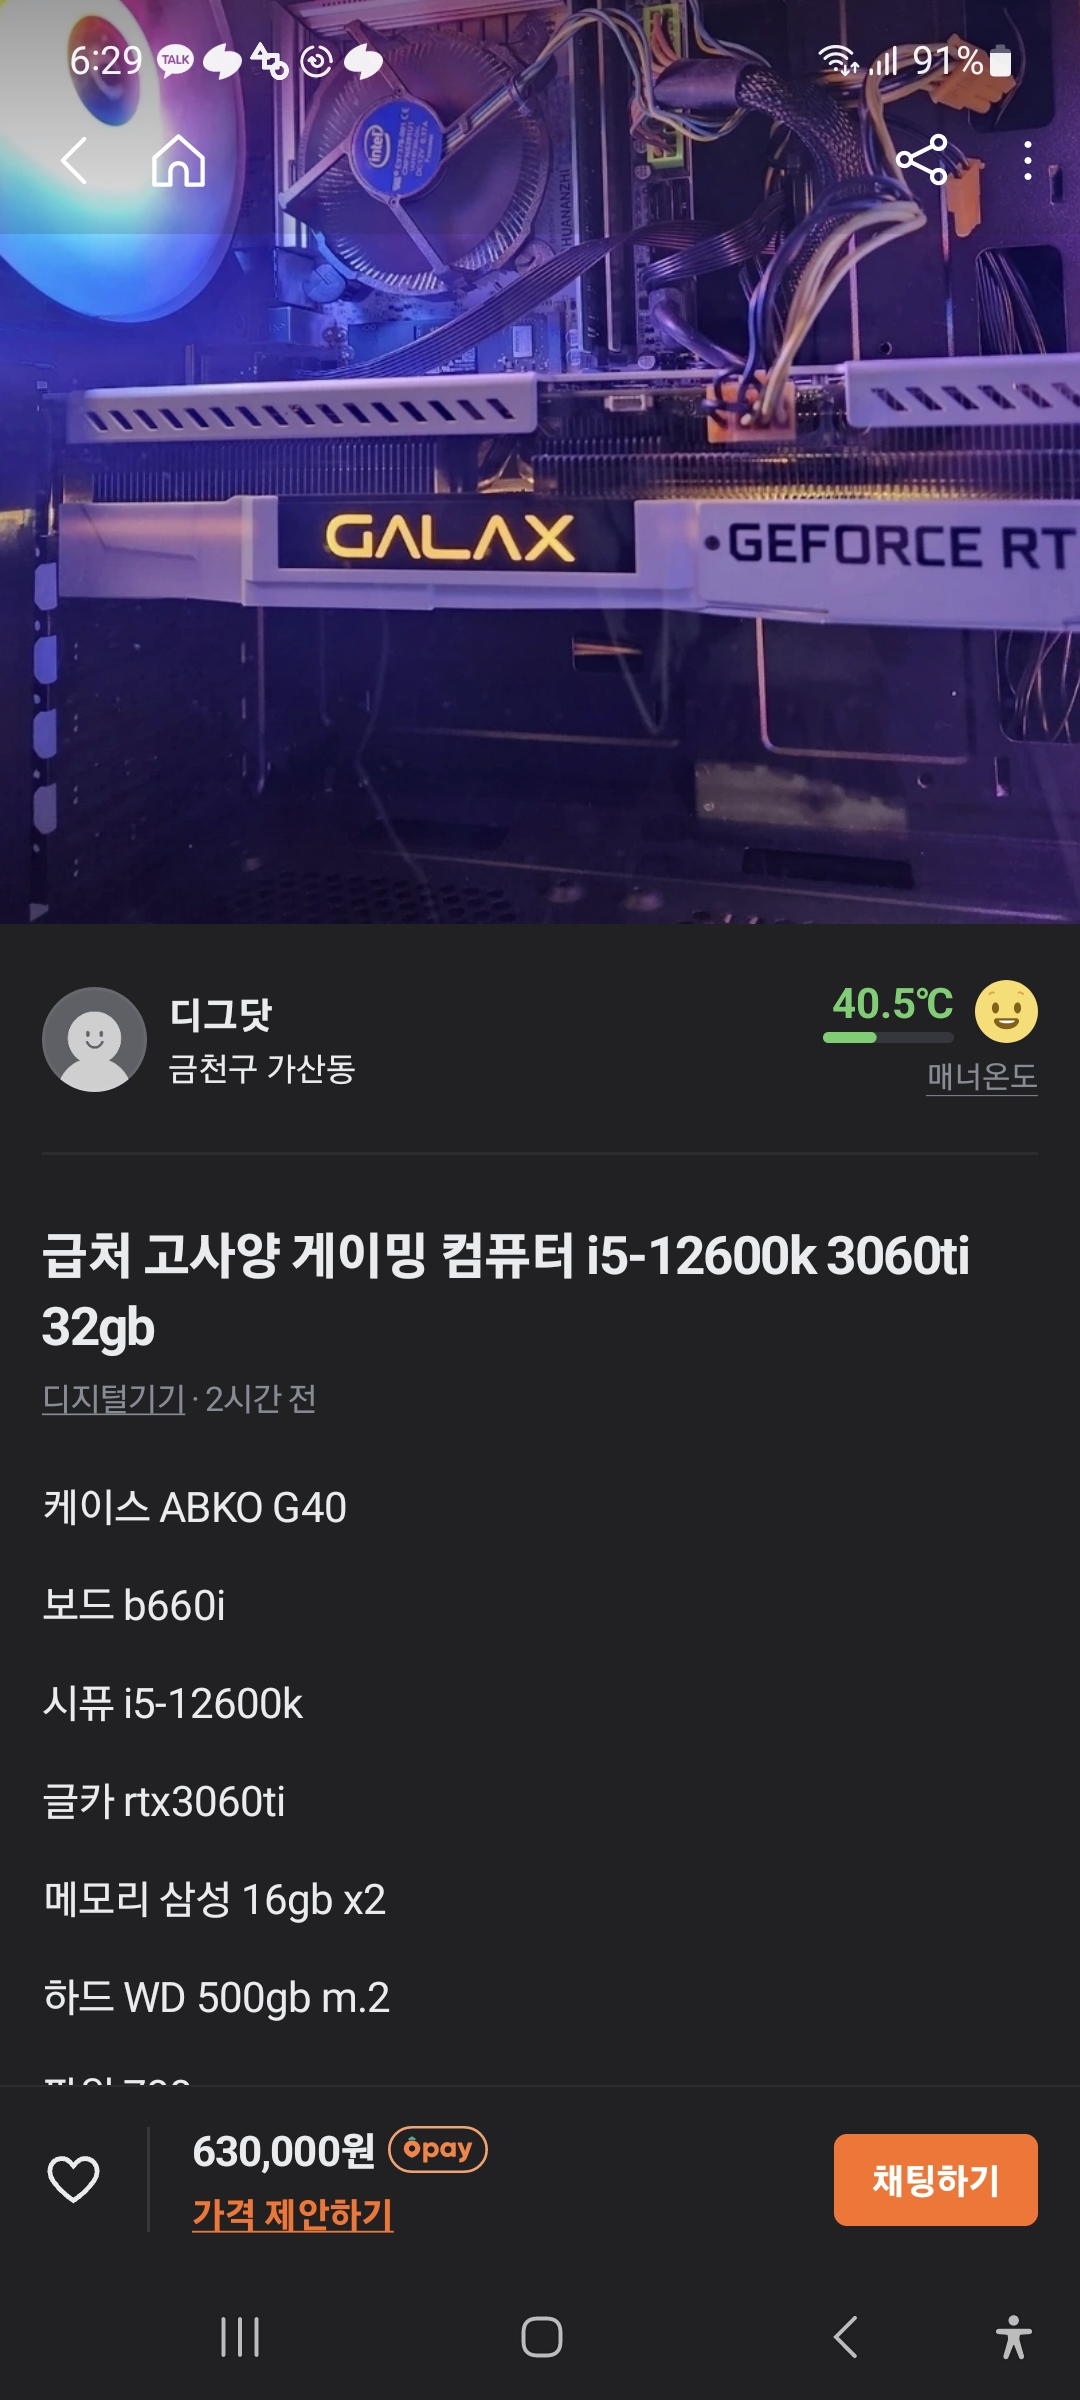 6:29 TALK 91%
intel
HUANANZHI
GALAX
GEFORCE RT
디그닷
금천구 가산동
40.5°C
매너온도
급처 고사양 게이밍 컴퓨터 i5-12600k 3060ti
32gb
디지털기기 · 2시간 전
케이스 ABKO G40
보드 b660i
시퓨 i5-12600k
글카 rtx3060ti
메모리 삼성 16gb x2
하드 WD 500gb m.2
630,000원 pay
가격 제안하기
채팅하기